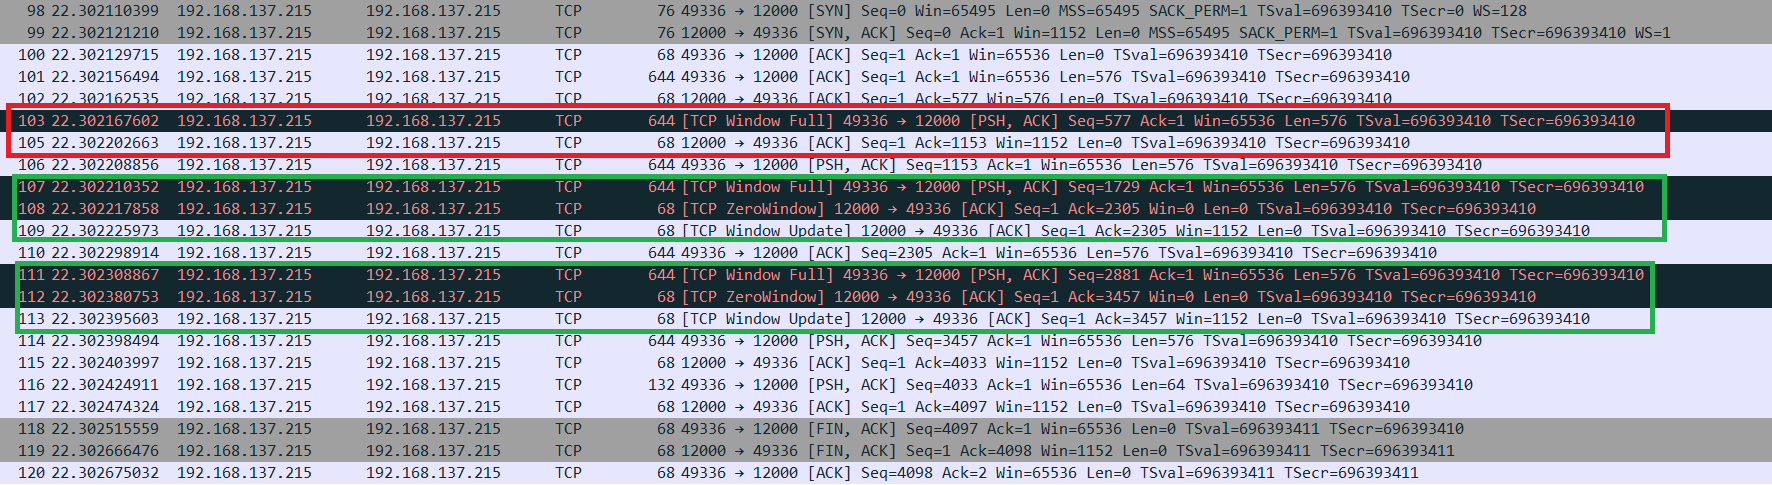 98 22.302110399 192.168.137.215 192.168.137.215 TCP 76 49336 → 12000 [SYN] Seq=0 Win=65495 Len=0 MSS=65495 SACK_PERM=1 TSval=696393410 TSecr=0 WS=128
99 22.302121210 192.168.137.215 192.168.137.215 TCP 76 12000 → 49336 [SYN, ACK] Seq=0 Ack=1 Win=1152 Len=0 MSS=65495 SACK_PERM=1 TSval=696393410 TSecr=696393410 WS=1
100 22.302129715 192.168.137.215 192.168.137.215 TCP 68 49336 → 12000 [ACK] Seq=1 Ack=1 Win=65536 Len=0 TSval=696393410 TSecr=696393410
101 22.302156494 192.168.137.215 192.168.137.215 TCP 644 49336 → 12000 [ACK] Seq=1 Ack=1 Win=65536 Len=576 TSval=696393410 TSecr=696393410
102 22.302162535 192.168.137.215 192.168.137.215 TCP 68 12000 → 49336 [ACK] Seq=1 Ack=577 Win=576 Len=0 TSval=696393410 TSecr=696393410
103 22.302167602 192.168.137.215 192.168.137.215 TCP 644 [TCP Window Full] 49336 → 12000 [PSH, ACK] Seq=577 Ack=1 Win=65536 Len=576 TSval=696393410 TSecr=696393410
105 22.302202663 192.168.137.215 192.168.137.215 TCP 68 12000 → 49336 [ACK] Seq=1 Ack=1153 Win=1152 Len=0 TSval=696393410 TSecr=696393410
106 22.302208856 192.168.137.215 192.168.137.215 TCP 644 49336 → 12000 [PSH, ACK] Seq=1153 Ack=1 Win=65536 Len=576 TSval=696393410 TSecr=696393410
107 22.302210352 192.168.137.215 192.168.137.215 TCP 644 [TCP Window Full] 49336 → 12000 [PSH, ACK] Seq=1729 Ack=1 Win=65536 Len=576 TSval=696393410 TSecr=696393410
108 22.302217858 192.168.137.215 192.168.137.215 TCP 68 [TCP ZeroWindow] 12000 → 49336 [ACK] Seq=1 Ack=2305 Win=0 Len=0 TSval=696393410 TSecr=696393410
109 22.302225973 192.168.137.215 192.168.137.215 TCP 68 [TCP Window Update] 12000 → 49336 [ACK] Seq=1 Ack=2305 Win=1152 Len=0 TSval=696393410 TSecr=696393410
110 22.302298914 192.168.137.215 192.168.137.215 TCP 644 49336 → 12000 [ACK] Seq=2305 Ack=1 Win=65536 Len=576 TSval=696393410 TSecr=696393410
111 22.302308867 192.168.137.215 192.168.137.215 TCP 644 [TCP Window Full] 49336 → 12000 [PSH, ACK] Seq=2881 Ack=1 Win=65536 Len=576 TSval=696393410 TSecr=696393410
112 22.302380753 192.168.137.215 192.168.137.215 TCP 68 [TCP ZeroWindow] 12000 → 49336 [ACK] Seq=1 Ack=3457 Win=0 Len=0 TSval=696393410 TSecr=696393410
113 22.302395603 192.168.137.215 192.168.137.215 TCP 68 [TCP Window Update] 12000 → 49336 [ACK] Seq=1 Ack=3457 Win=1152 Len=0 TSval=696393410 TSecr=696393410
114 22.302398494 192.168.137.215 192.168.137.215 TCP 644 49336 → 12000 [PSH, ACK] Seq=3457 Ack=1 Win=65536 Len=576 TSval=696393410 TSecr=696393410
115 22.302403997 192.168.137.215 192.168.137.215 TCP 68 12000 → 49336 [ACK] Seq=1 Ack=4033 Win=1152 Len=0 TSval=696393410 TSecr=696393410
116 22.302424911 192.168.137.215 192.168.137.215 TCP 132 49336 → 12000 [PSH, ACK] Seq=4033 Ack=1 Win=65536 Len=64 TSval=696393410 TSecr=696393410
117 22.302474324 192.168.137.215 192.168.137.215 TCP 68 12000 → 49336 [ACK] Seq=1 Ack=4097 Win=1152 Len=0 TSval=696393410 TSecr=696393410
118 22.302515559 192.168.137.215 192.168.137.215 TCP 68 49336 → 12000 [FIN, ACK] Seq=4097 Ack=1 Win=65536 Len=0 TSval=696393411 TSecr=696393410
119 22.302666476 192.168.137.215 192.168.137.215 TCP 68 12000 → 49336 [FIN, ACK] Seq=1 Ack=4098 Win=1152 Len=0 TSval=696393411 TSecr=696393411
120 22.302675032 192.168.137.215 192.168.137.215 TCP 68 49336 → 12000 [ACK] Seq=4098 Ack=2 Win=65536 Len=0 TSval=696393411 TSecr=696393411